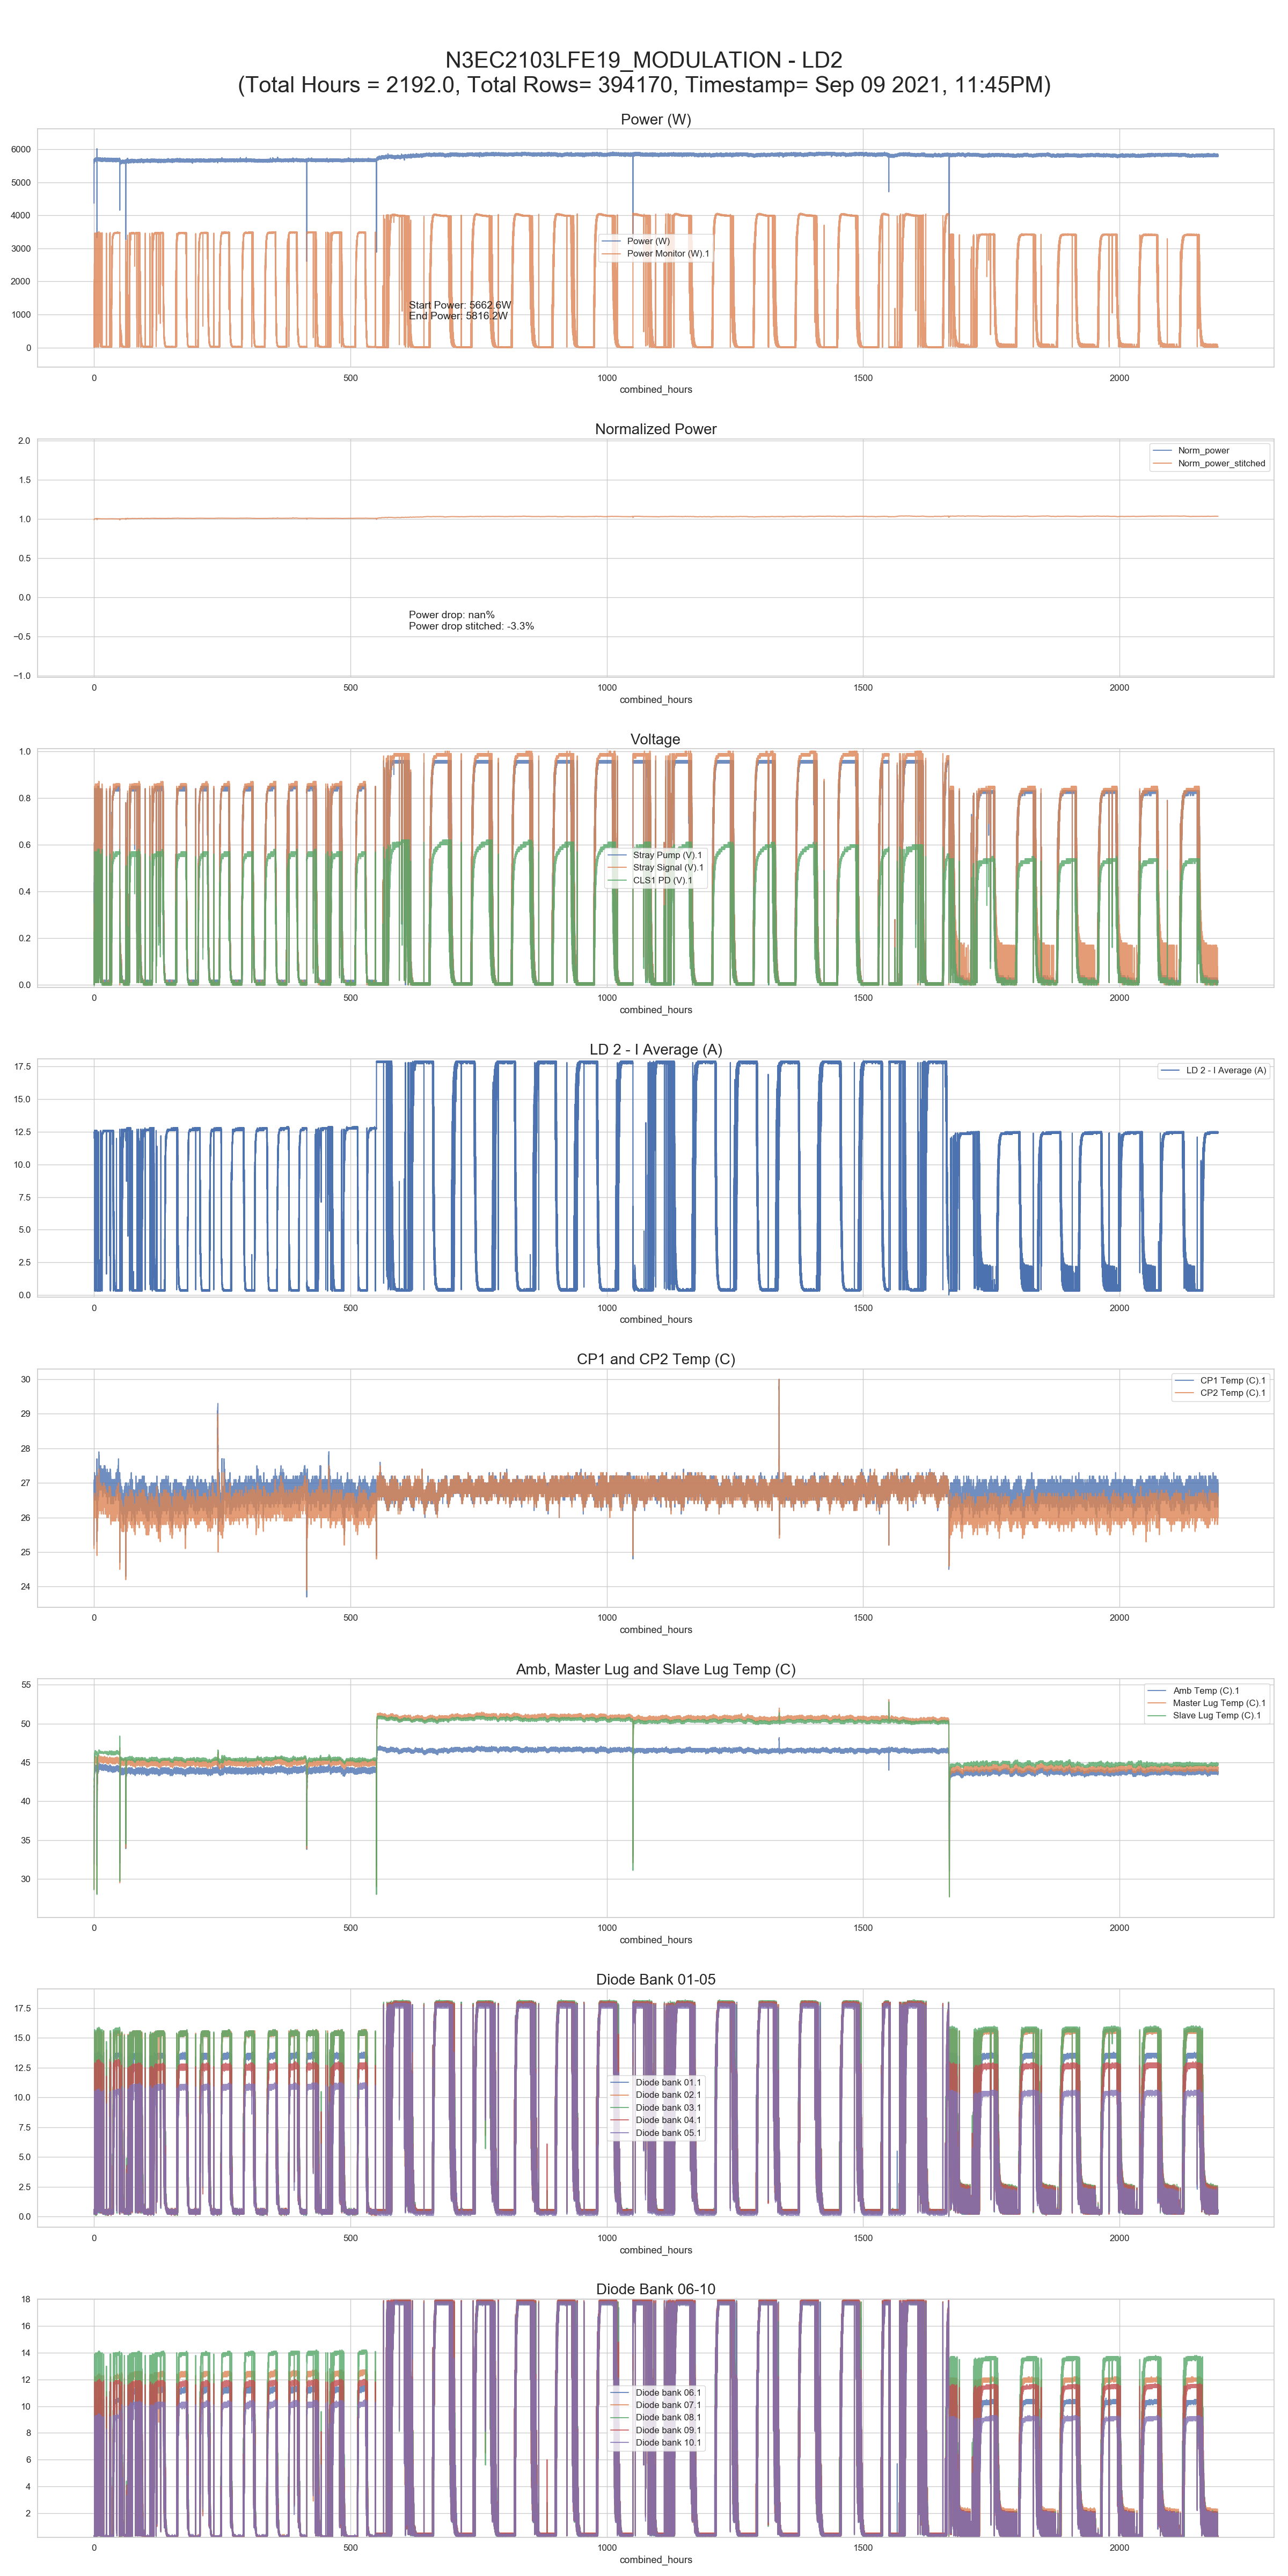 N3EC2103LFE19_MODULATION - LD2
(Total Hours = 2192.0, Total Rows= 394170, Timestamp= Sep 09 2021, 11:45PM)
Power (W)
6000
5000
4000
3000
2000
1000
0
Power (W)
Power Monitor (W).1
Start Power: 5662.6W
End Power: 5816.2W
0 500 1000 1500 2000
combined_hours
Normalized Power
2.0
1.5
1.0
0.5
0.0
−0.5
−1.0
Norm_power
Norm_power_stitched
Power drop: nan%
Power drop stitched: -3.3%
0 500 1000 1500 2000
combined_hours
Voltage
1.0
0.8
0.6
0.4
0.2
0.0
Stray Pump (V).1
Stray Signal (V).1
CLS1 PD (V).1
0 500 1000 1500 2000
combined_hours
LD 2 - I Average (A)
17.5
15.0
12.5
10.0
7.5
5.0
2.5
0.0
LD 2 - I Average (A)
0 500 1000 1500 2000
combined_hours
CP1 and CP2 Temp (C)
30
29
28
27
26
25
24
CP1 Temp (C).1
CP2 Temp (C).1
0 500 1000 1500 2000
combined_hours
Amb, Master Lug and Slave Lug Temp (C)
55
50
45
40
35
30
Amb Temp (C).1
Master Lug Temp (C).1
Slave Lug Temp (C).1
0 500 1000 1500 2000
combined_hours
Diode Bank 01-05
17.5
15.0
12.5
10.0
7.5
5.0
2.5
0.0
Diode bank 01.1
Diode bank 02.1
Diode bank 03.1
Diode bank 04.1
Diode bank 05.1
0 500 1000 1500 2000
combined_hours
Diode Bank 06-10
18
16
14
12
10
8
6
4
2
Diode bank 06.1
Diode bank 07.1
Diode bank 08.1
Diode bank 09.1
Diode bank 10.1
0 500 1000 1500 2000
combined_hours